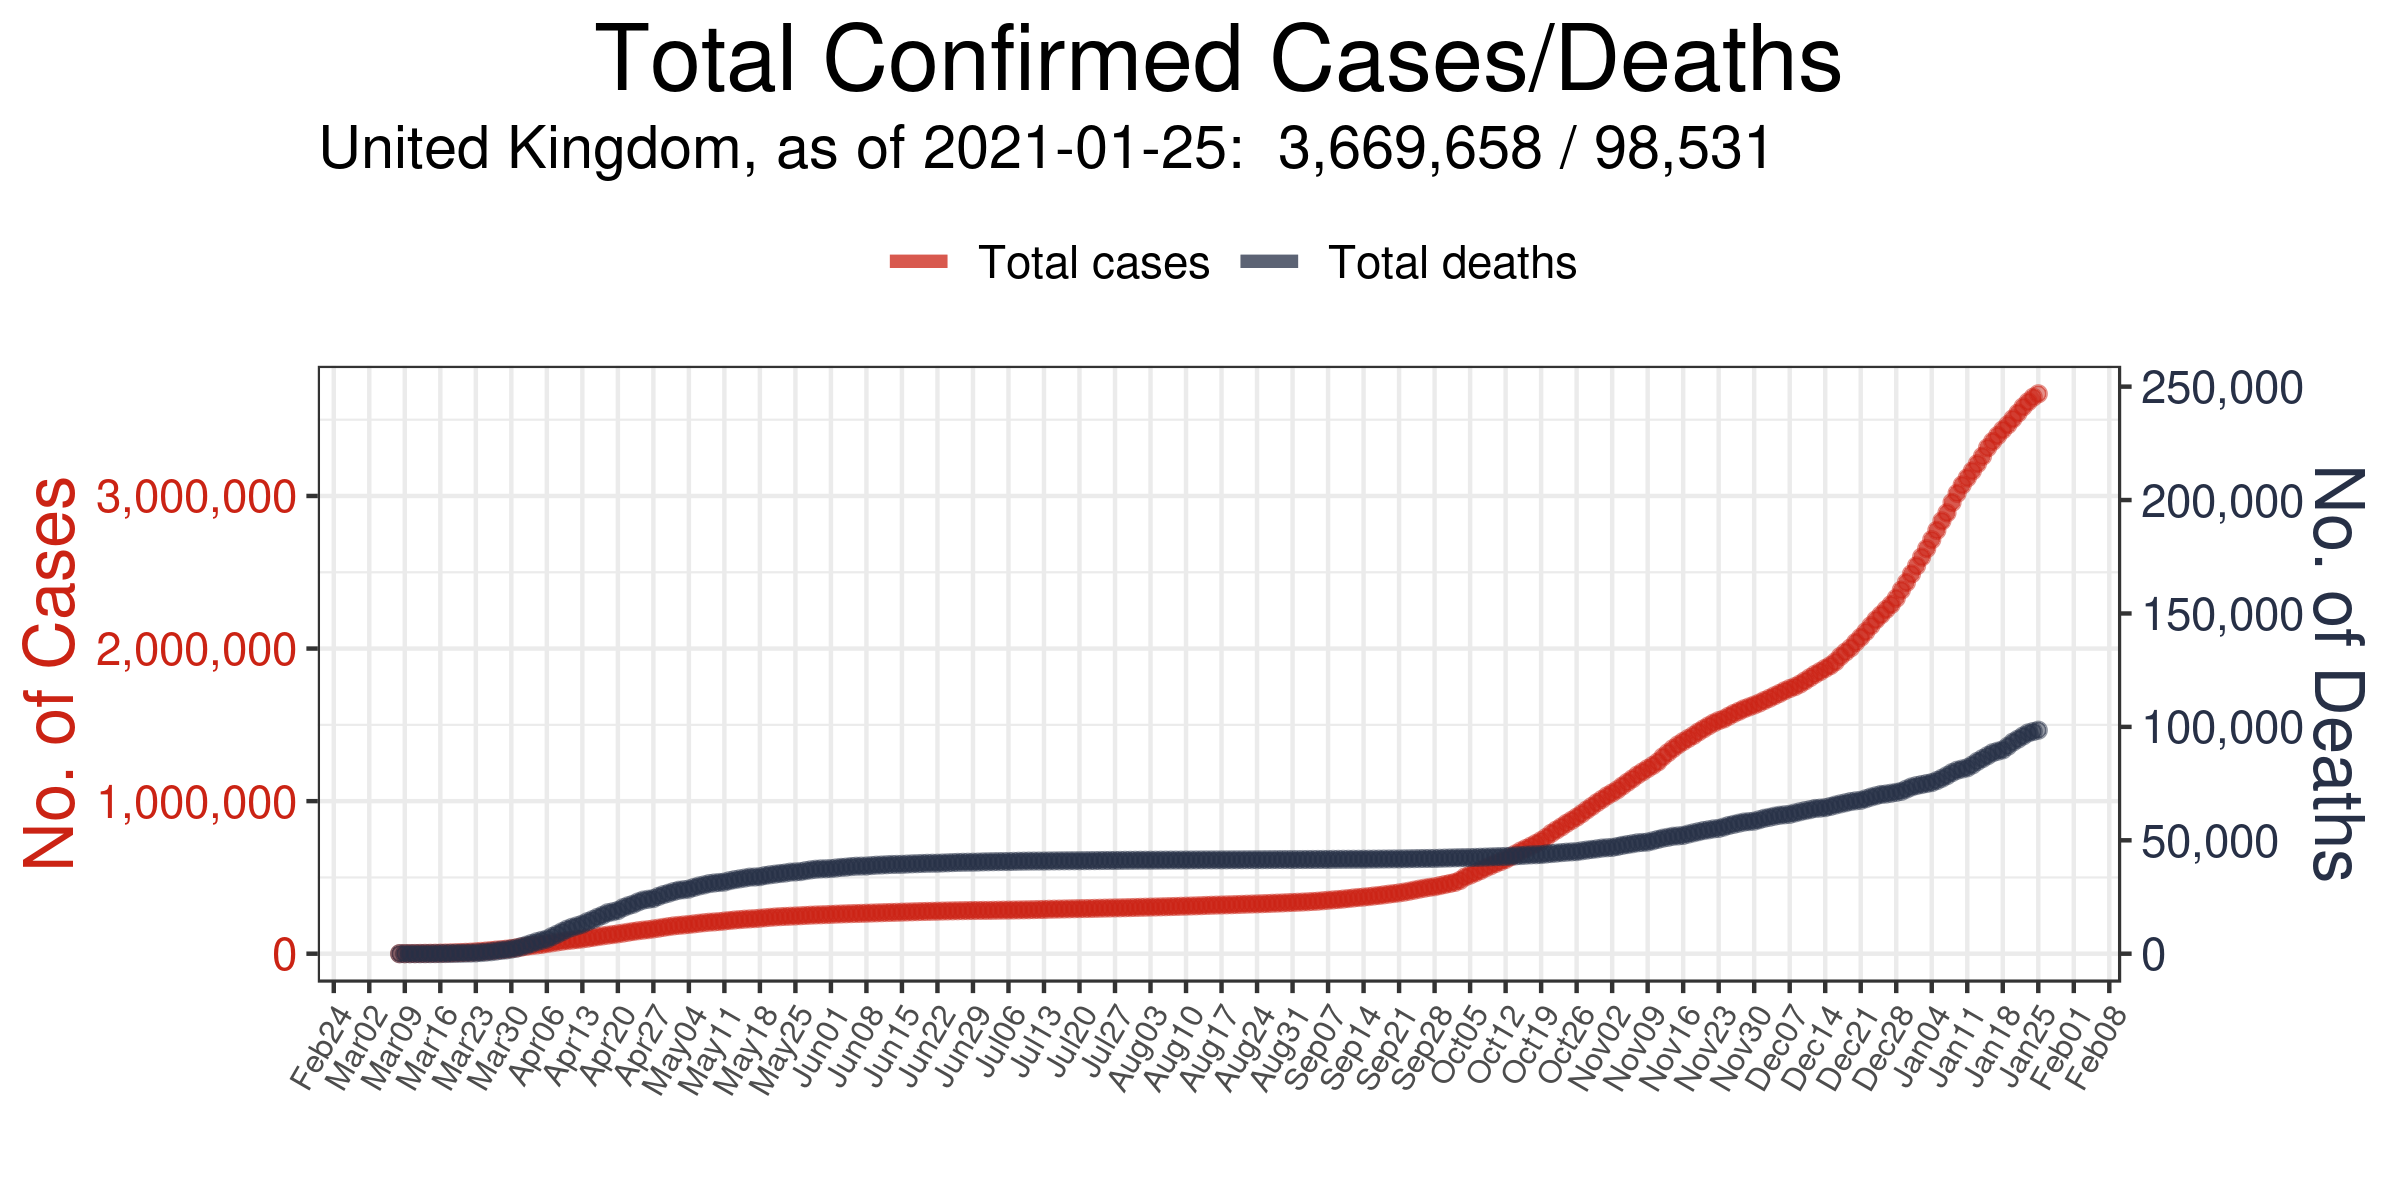 Total Confirmed Cases/Deaths
United Kingdom, as of 2021-01-25:  3,669,658 / 98,531
Total cases
Total deaths
No. of Cases
3,000,000
2,000,000
1,000,000
0
250,000
200,000
150,000
100,000
50,000
0
No. of Deaths
Feb24
Mar02
Mar09
Mar16
Mar23
Mar30
Apr06
Apr13
Apr20
Apr27
May04
May11
May18
May25
Jun01
Jun08
Jun15
Jun22
Jun29
Jul06
Jul13
Jul20
Jul27
Aug03
Aug10
Aug17
Aug24
Aug31
Sep07
Sep14
Sep21
Sep28
Oct05
Oct12
Oct19
Oct26
Nov02
Nov09
Nov16
Nov23
Nov30
Dec07
Dec14
Dec21
Dec28
Jan04
Jan11
Jan18
Jan25
Feb01
Feb08